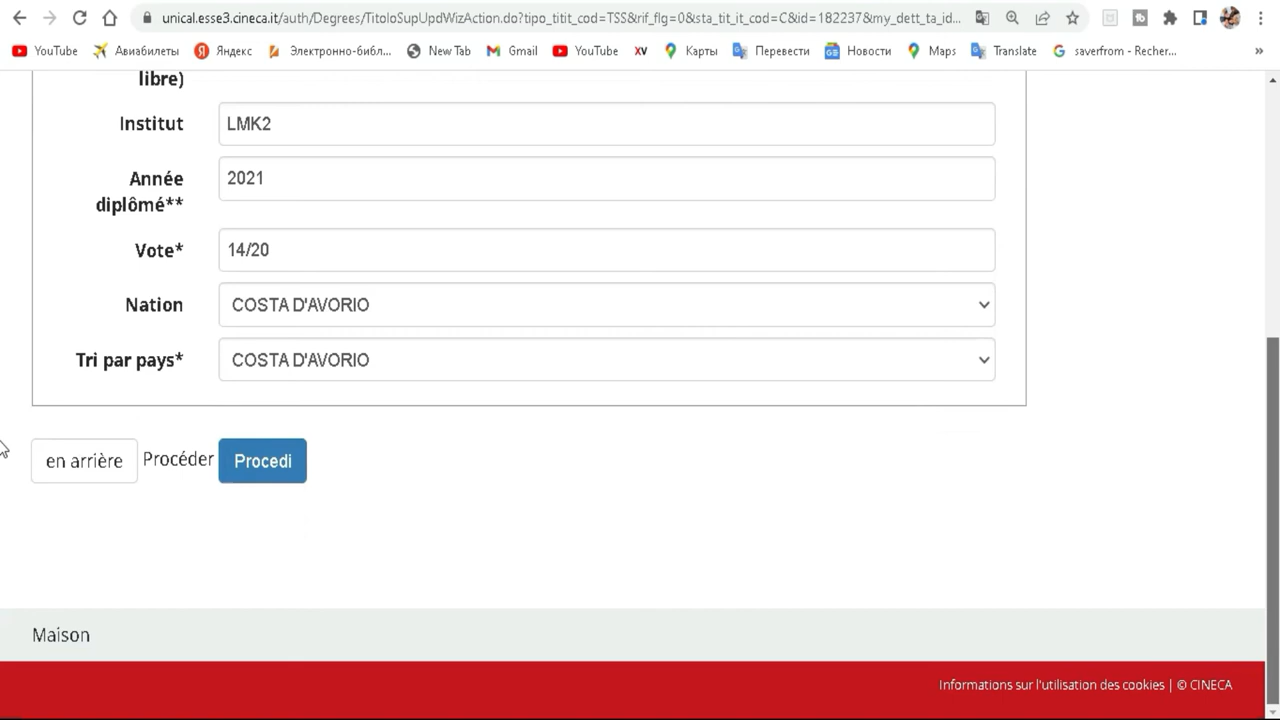 unical.esse3.cineca.it/auth/Degrees/TitoloSupUpdWizAction.do?tipo_titit_cod=TSS&rif_flg=0&sta_tit_it_cod=C&id=182237&my_dett_ta_id...
YouTube Авиабилеты Яндекс Электронно-библ... New Tab Gmail YouTube XV Карты Перевести Новости Maps Translate saverfrom - Recher... »
libre)
Institut LMK2
Année diplômé** 2021
Vote* 14/20
Nation COSTA D'AVORIO
Tri par pays* COSTA D'AVORIO
en arrière Procéder Procedi
Maison
Informations sur l'utilisation des cookies | © CINECA